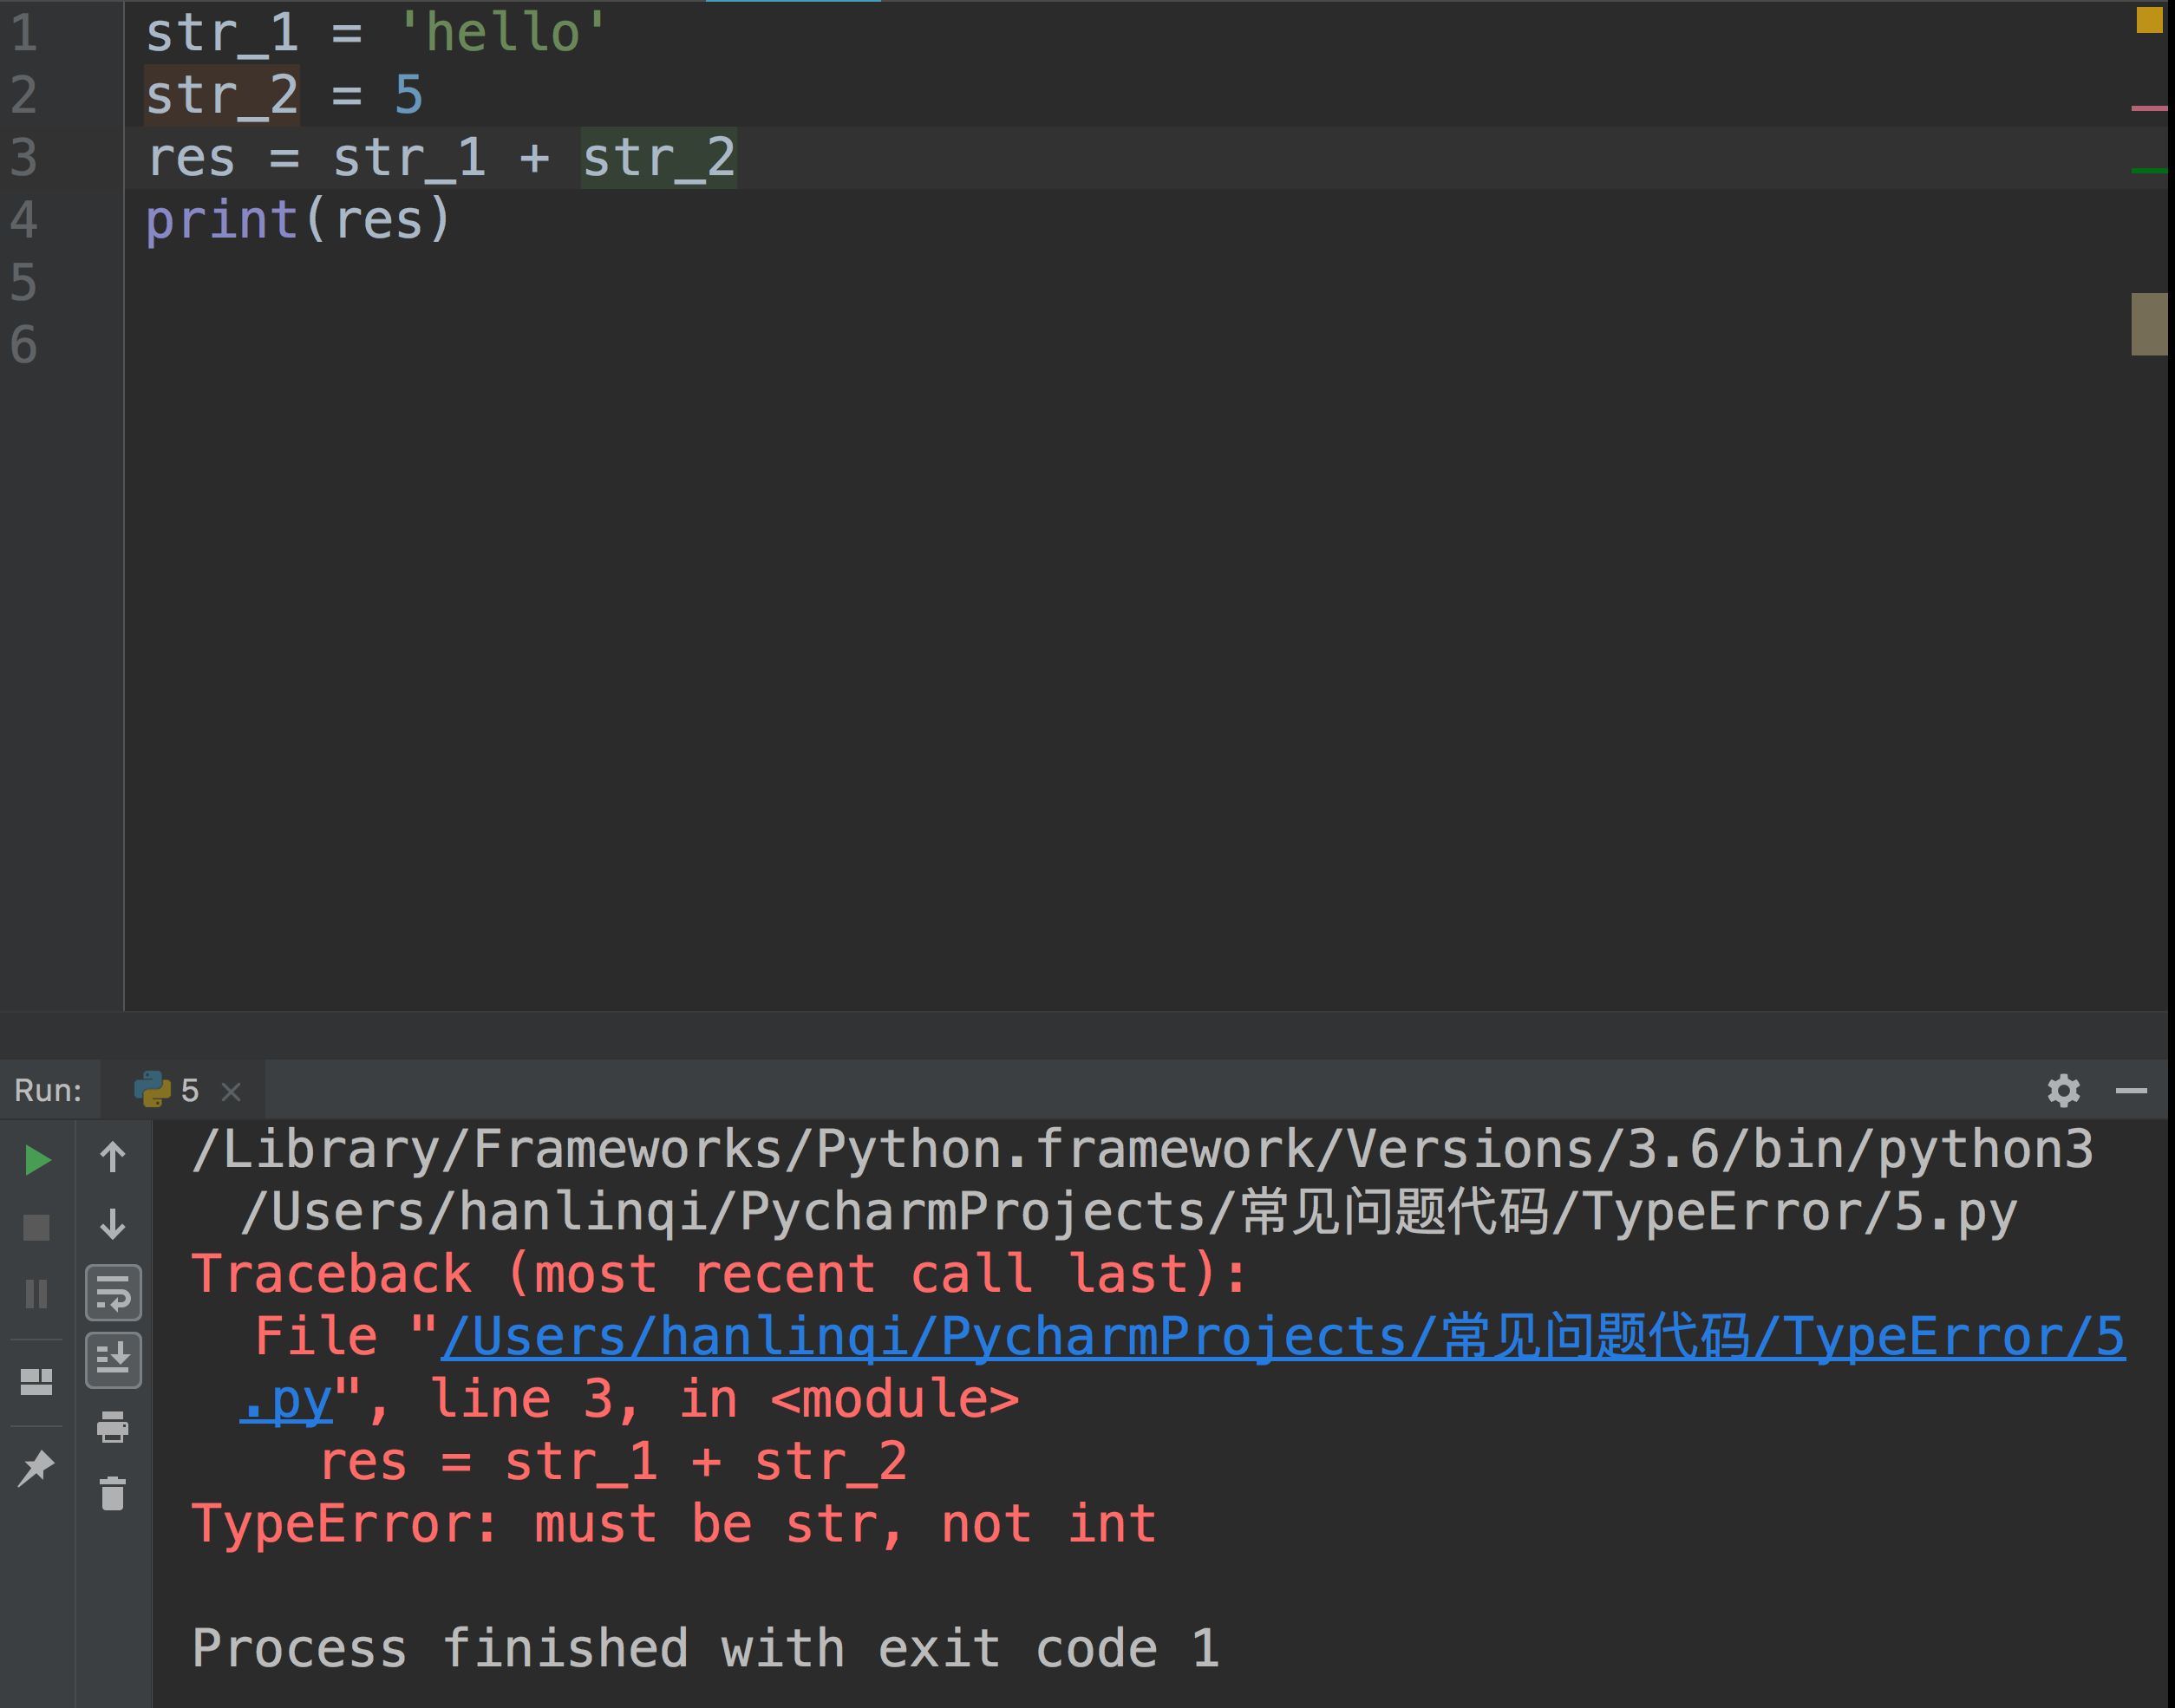 1 str_1 = 'hello'
2 str_2 = 5
3 res = str_1 + str_2
4 print(res)
5
6
Run: 5
/Library/Frameworks/Python.framework/Versions/3.6/bin/python3
/Users/hanlinqi/PycharmProjects/常见问题代码/TypeError/5.py
Traceback (most recent call last):
File "/Users/hanlinqi/PycharmProjects/常见问题代码/TypeError/5
.py", line 3, in <module>
res = str_1 + str_2
TypeError: must be str, not int
Process finished with exit code 1